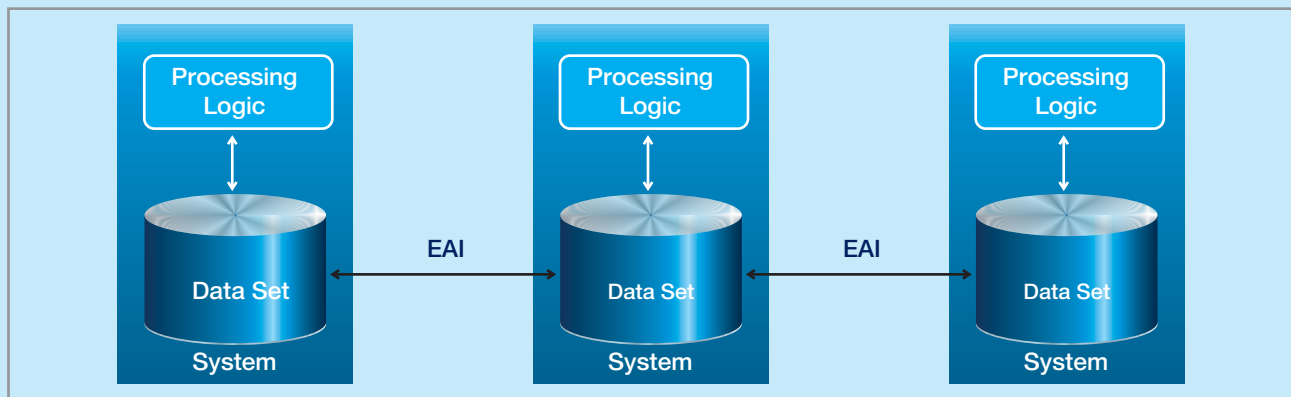 Processing
Logic
Processing
Logic
Processing
Logic
EAI
EAI
Data Set
Data Set
Data Set
System
System
System